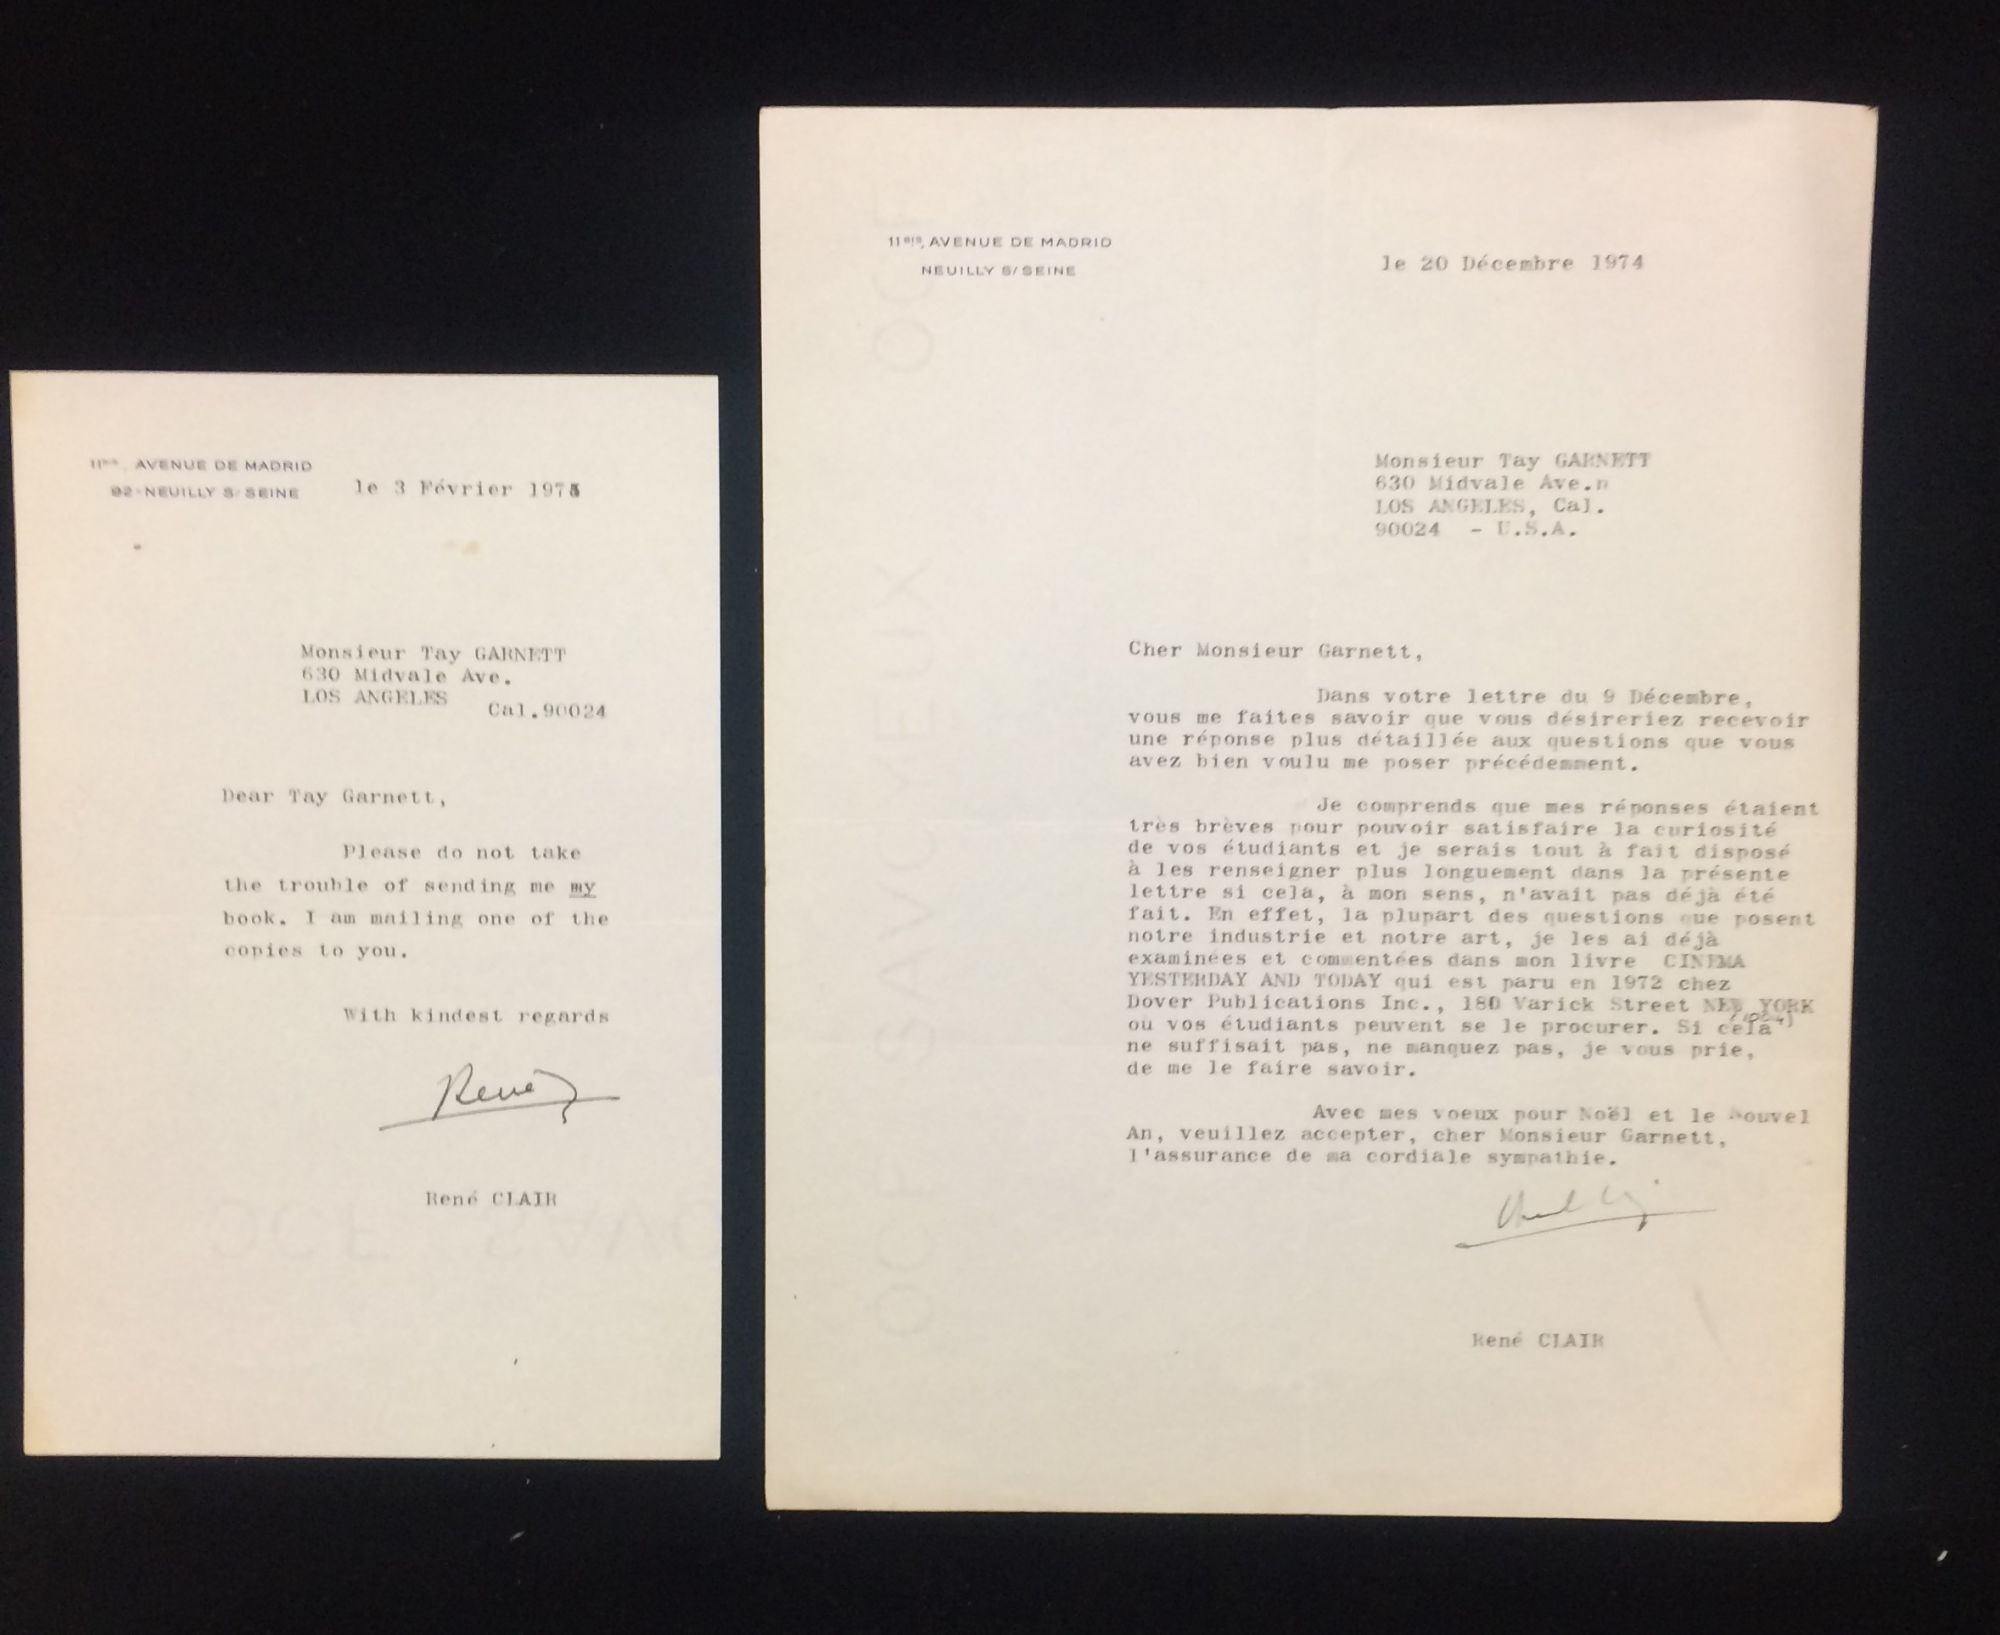 11BIS, AVENUE DE MADRID
92-NEUILLY S/SEINE
le 3 Février 1975
Monsieur Tay GARNETT
630 Midvale Ave.
LOS ANGELES
Cal.90024
Dear Tay Garnett,
Please do not take
the trouble of sending me my
book. I am mailing one of the
copies to you.
With kindest regards
René
René CLAIR
11BIS, AVENUE DE MADRID
NEUILLY S/SEINE
le 20 Décembre 1974
Monsieur Tay GARNETT
630 Midvale Ave.n
LOS ANGELES, Cal.
90024 - U.S.A.
Cher Monsieur Garnett,
Dans votre lettre du 9 Décembre,
vous me faites savoir que vous désireriez recevoir
une réponse plus détaillée aux questions que vous
avez bien voulu me poser précédemment.
Je comprends que mes réponses étaient
très brèves pour pouvoir satisfaire la curiosité
de vos étudiants et je serais tout à fait disposé
à les renseigner plus longuement dans la présente
lettre si cela, à mon sens, n'avait pas déjà été
fait. En effet, la plupart des questions que posent
notre industrie et notre art, je les ai déjà
examinées et commentées dans mon livre CINEMA
YESTERDAY AND TODAY qui est paru en 1972 chez
Dover Publications Inc., 180 Varick Street NEW YORK
où vos étudiants peuvent se le procurer. Si cela
ne suffisait pas, ne manquez pas, je vous prie,
de me le faire savoir.
Avec mes voeux pour Noël et le Nouvel
An, veuillez accepter, cher Monsieur Garnett,
l'assurance de ma cordiale sympathie.
René CLAIR